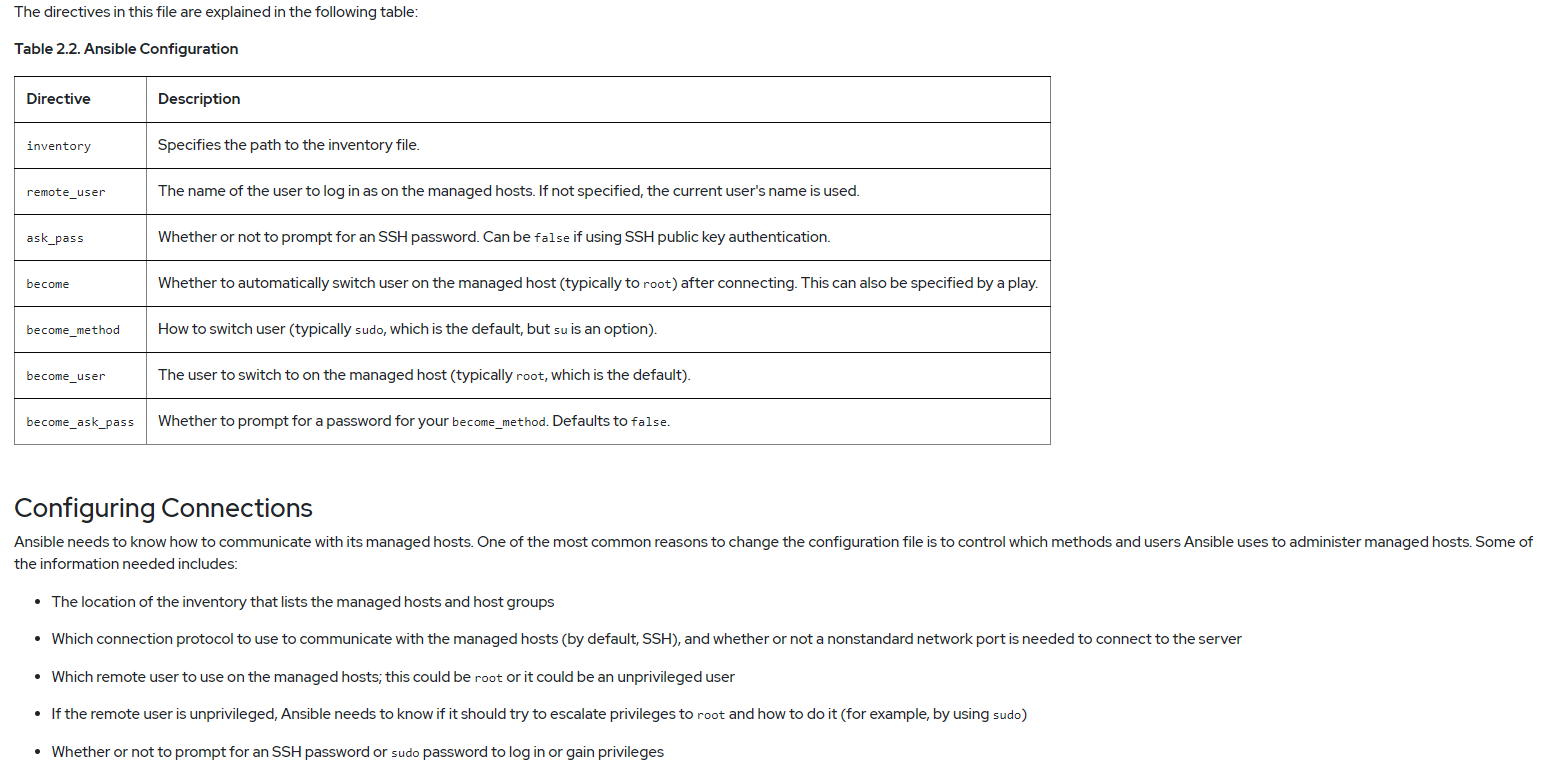 The directives in this file are explained in the following table:
Table 2.2. Ansible Configuration
Directive Description
inventory Specifies the path to the inventory file.
remote_user The name of the user to log in as on the managed hosts. If not specified, the current user's name is used.
ask_pass Whether or not to prompt for an SSH password. Can be false if using SSH public key authentication.
become Whether to automatically switch user on the managed host (typically to root) after connecting. This can also be specified by a play.
become_method How to switch user (typically sudo, which is the default, but su is an option).
become_user The user to switch to on the managed host (typically root, which is the default).
become_ask_pass Whether to prompt for a password for your become_method. Defaults to false.
Configuring Connections
Ansible needs to know how to communicate with its managed hosts. One of the most common reasons to change the configuration file is to control which methods and users Ansible uses to administer managed hosts. Some of
the information needed includes:
• The location of the inventory that lists the managed hosts and host groups
• Which connection protocol to use to communicate with the managed hosts (by default, SSH), and whether or not a nonstandard network port is needed to connect to the server
• Which remote user to use on the managed hosts; this could be root or it could be an unprivileged user
• If the remote user is unprivileged, Ansible needs to know if it should try to escalate privileges to root and how to do it (for example, by using sudo)
• Whether or not to prompt for an SSH password or sudo password to log in or gain privileges